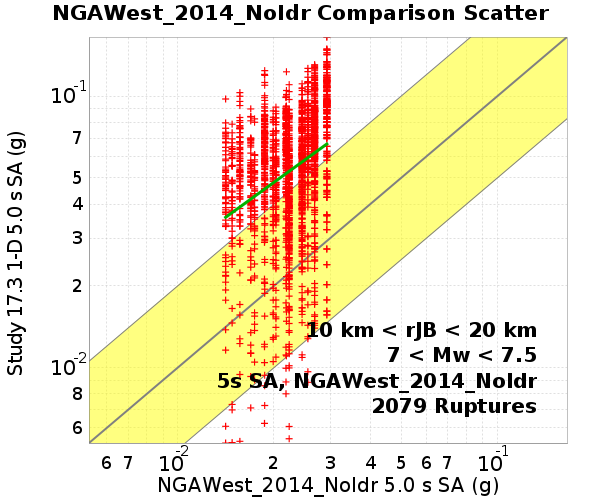 NGAWest_2014_NoIdr Comparison Scatter
Study 17.3 1-D 5.0 s SA (g)
10^-1
7
5
4
3
2
10^-2
8
6
10 km < rJB < 20 km
7 < Mw < 7.5
5s SA, NGAWest_2014_NoIdr
2079 Ruptures
6 7 10^-2 2 3 4 5 6 7 10^-1
NGAWest_2014_NoIdr 5.0 s SA (g)